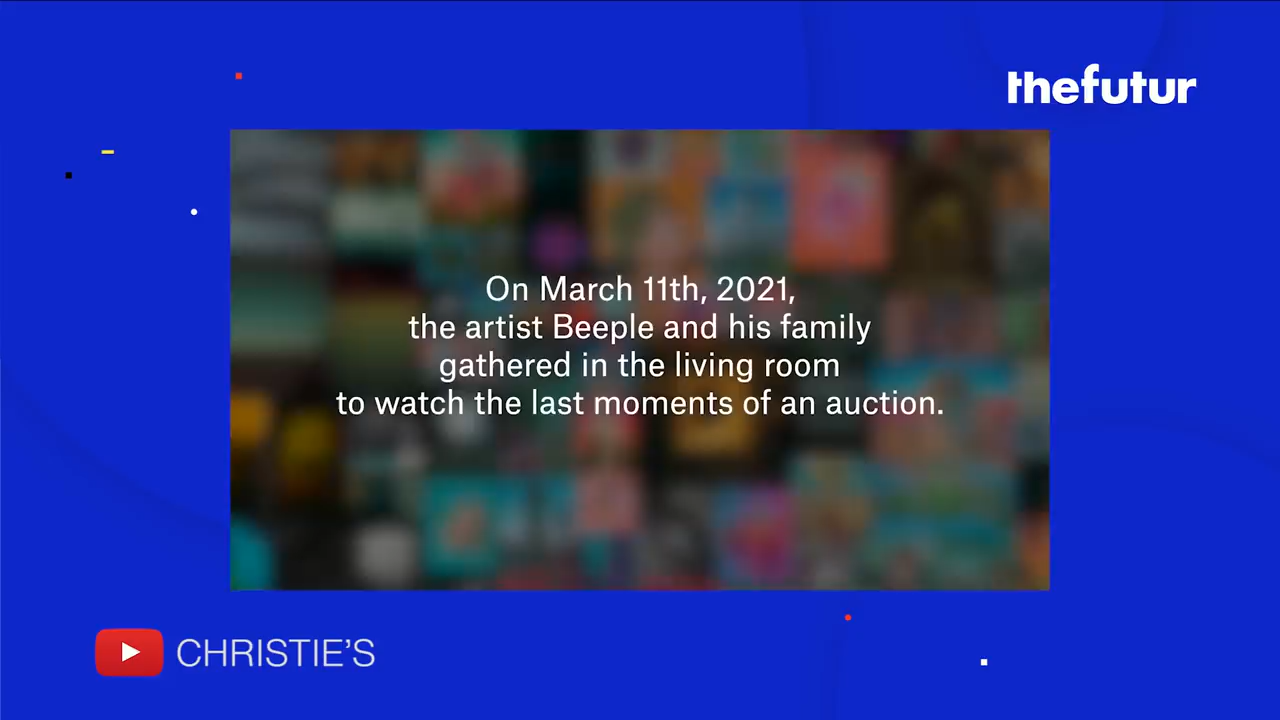 thefutur
On March 11th, 2021,
the artist Beeple and his family
gathered in the living room
to watch the last moments of an auction.
CHRISTIE'S